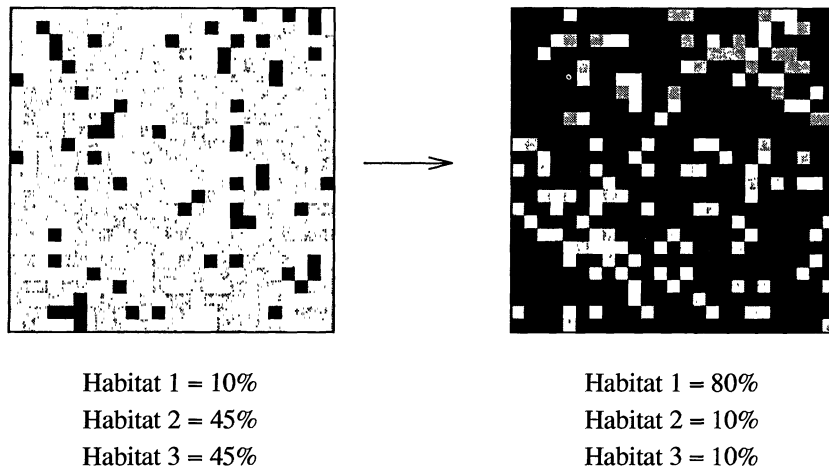 Habitat 1 = 10%
Habitat 2 = 45%
Habitat 3 = 45%
Habitat 1 = 80%
Habitat 2 = 10%
Habitat 3 = 10%